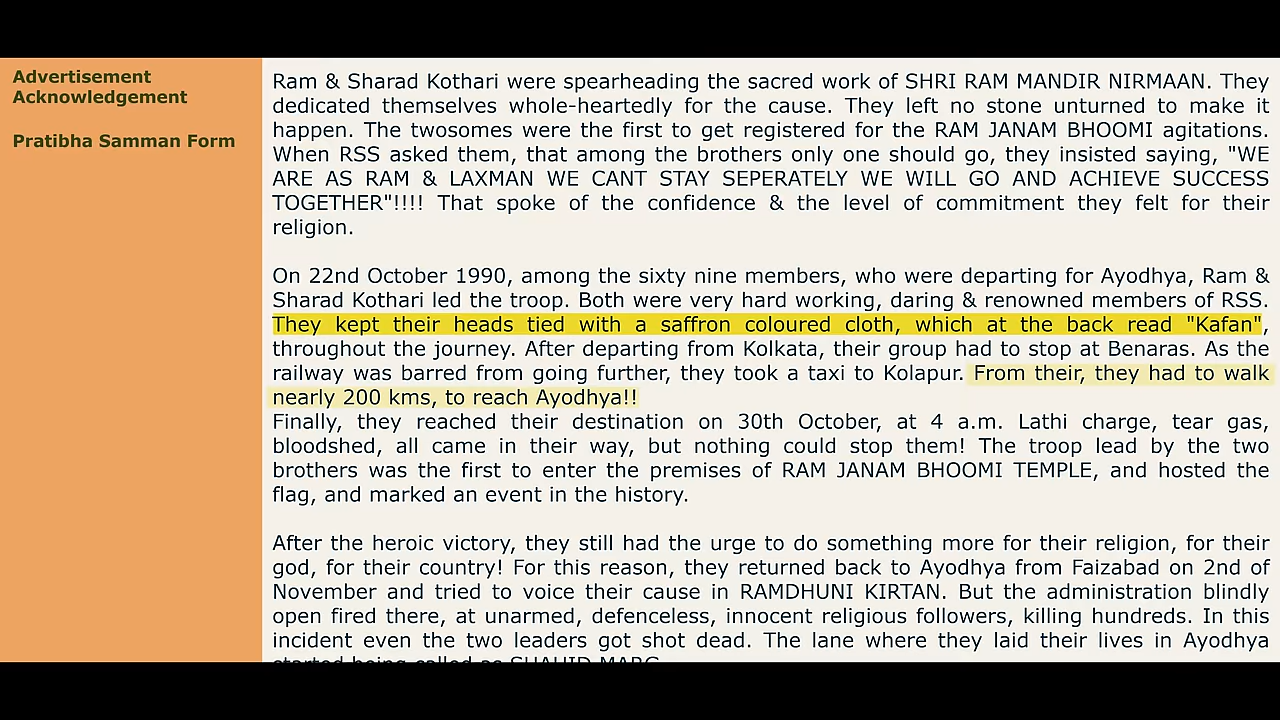 Advertisement
Acknowledgement
Pratibha Samman Form
Ram & Sharad Kothari were spearheading the sacred work of SHRI RAM MANDIR NIRMAAN. They
dedicated themselves whole-heartedly for the cause. They left no stone unturned to make it
happen. The twosomes were the first to get registered for the RAM JANAM BHOOMI agitations.
When RSS asked them, that among the brothers only one should go, they insisted saying, "WE
ARE AS RAM & LAXMAN WE CANT STAY SEPERATELY WE WILL GO AND ACHIEVE SUCCESS
TOGETHER"!!!! That spoke of the confidence & the level of commitment they felt for their
religion.
On 22nd October 1990, among the sixty nine members, who were departing for Ayodhya, Ram &
Sharad Kothari led the troop. Both were very hard working, daring & renowned members of RSS.
They kept their heads tied with a saffron coloured cloth, which at the back read "Kafan",
throughout the journey. After departing from Kolkata, their group had to stop at Benaras. As the
railway was barred from going further, they took a taxi to Kolapur. From their, they had to walk
nearly 200 kms, to reach Ayodhya!!
Finally, they reached their destination on 30th October, at 4 a.m. Lathi charge, tear gas,
bloodshed, all came in their way, but nothing could stop them! The troop lead by the two
brothers was the first to enter the premises of RAM JANAM BHOOMI TEMPLE, and hosted the
flag, and marked an event in the history.
After the heroic victory, they still had the urge to do something more for their religion, for their
god, for their country! For this reason, they returned back to Ayodhya from Faizabad on 2nd of
November and tried to voice their cause in RAMDHUNI KIRTAN. But the administration blindly
open fired there, at unarmed, defenceless, innocent religious followers, killing hundreds. In this
incident even the two leaders got shot dead. The lane where they laid their lives in Ayodhya
started being called as SHAHID MARG.